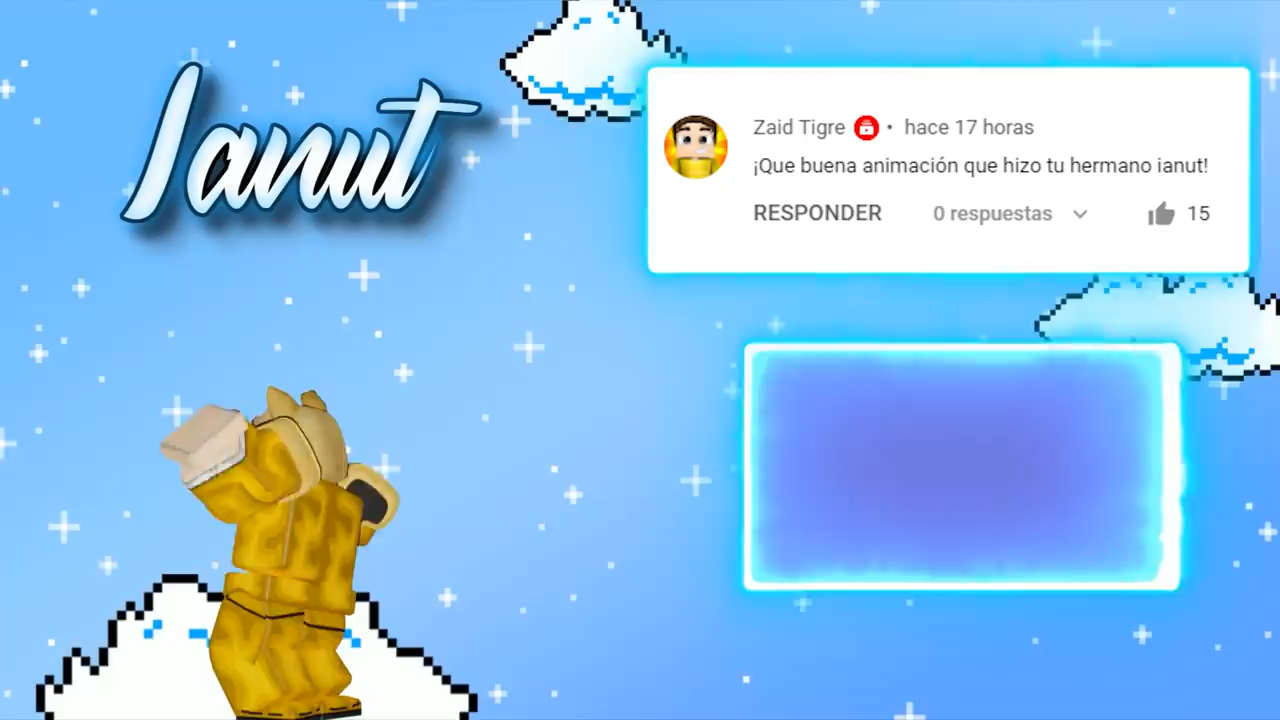 Ianut
Zaid Tigre • hace 17 horas
¡Que buena animación que hizo tu hermano ianut!
RESPONDER 0 respuestas 15